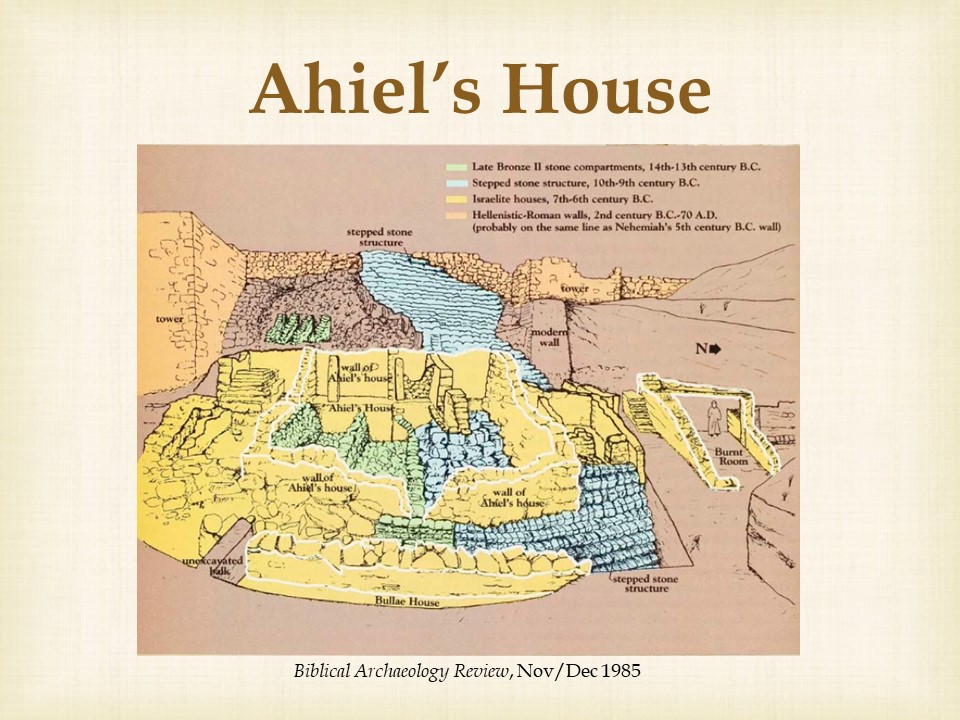 Ahiel’s House
Late Bronze II stone compartments, 14th-13th century B.C.
Stepped stone structure, 10th-9th century B.C.
Israelite houses, 7th-6th century B.C.
Hellenistic-Roman walls, 2nd century B.C.-70 A.D.
(probably on the same line as Nehemiah's 5th century B.C. wall)
stepped stone
structure
tower
tower
modern
wall
N
wall of
Ahiel's house
Ahiel's House
Burnt
Room
wall of
Ahiel's house
wall of
Ahiel's house
unexcavated
balk
stepped stone
structure
Bullae House
Biblical Archaeology Review, Nov/Dec 1985